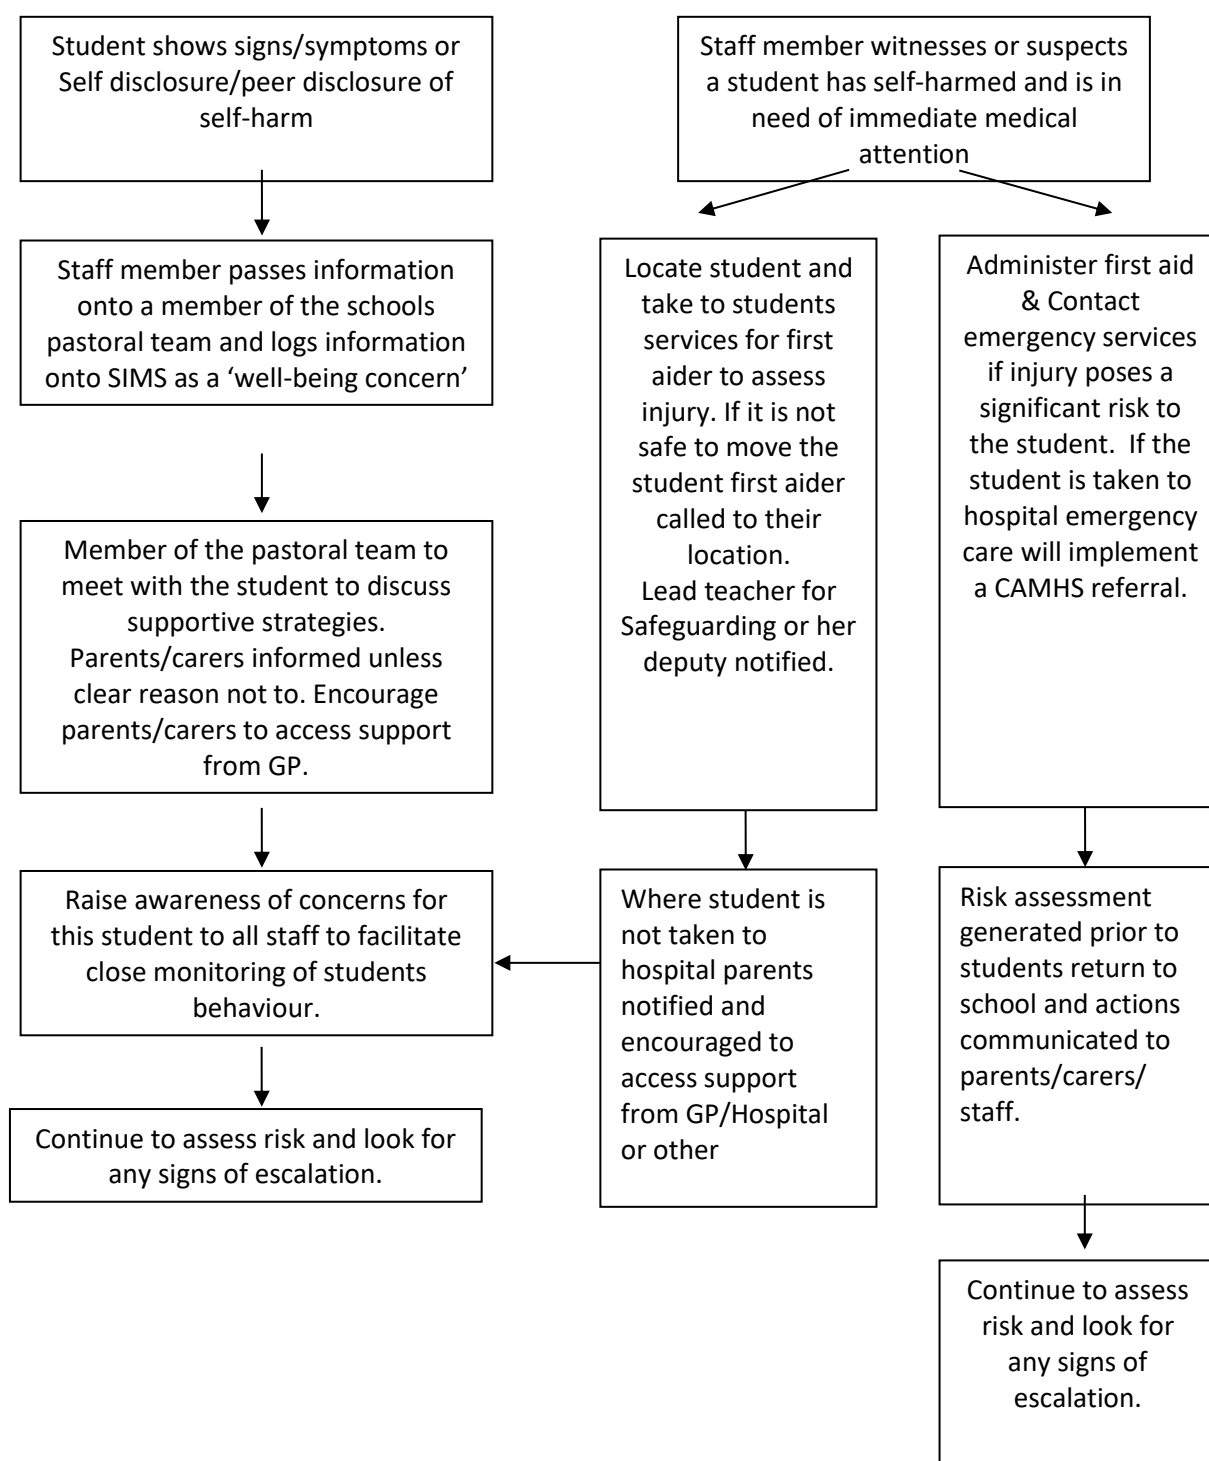 Student shows signs/symptoms or
Self disclosure/peer disclosure of
self-harm
Staff member witnesses or suspects
a student has self-harmed and is in
need of immediate medical
attention
Staff member passes information
onto a member of the schools
pastoral team and logs information
onto SIMS as a ‘well-being concern’
Locate student and
take to students
services for first
aider to assess
injury. If it is not
safe to move the
student first aider
called to their
location.
Lead teacher for
Safeguarding or her
deputy notified.
Administer first aid
& Contact
emergency services
if injury poses a
significant risk to
the student.  If the
student is taken to
hospital emergency
care will implement
a CAMHS referral.
Member of the pastoral team to
meet with the student to discuss
supportive strategies.
Parents/carers informed unless
clear reason not to. Encourage
parents/carers to access support
from GP.
Raise awareness of concerns for
this student to all staff to facilitate
close monitoring of students
behaviour.
Where student is
not taken to
hospital parents
notified and
encouraged to
access support
from GP/Hospital
or other
Risk assessment
generated prior to
students return to
school and actions
communicated to
parents/carers/
staff.
Continue to assess risk and look for
any signs of escalation.
Continue to assess
risk and look for
any signs of
escalation.